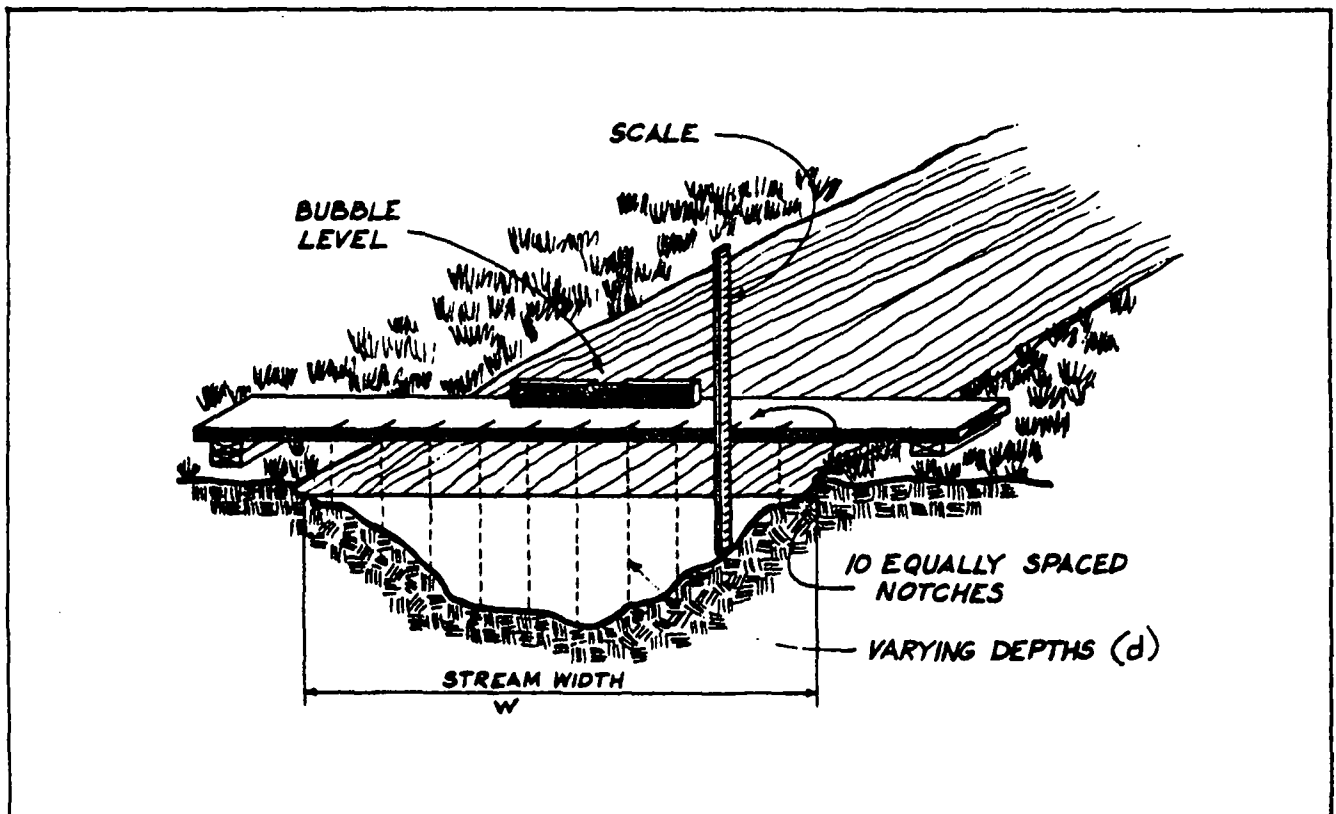 SCALE
BUBBLE
LEVEL
10 EQUALLY SPACED
NOTCHES
VARYING DEPTHS (d)
STREAM WIDTH
W